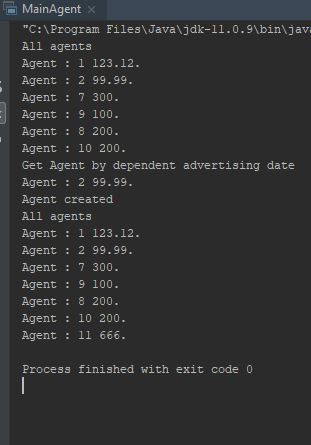 MainAgent
"C:\Program Files\Java\jdk-11.0.9\bin\java
All agents
Agent : 1 123.12.
Agent : 2 99.99.
Agent : 7 300.
Agent : 9 100.
Agent : 8 200.
Agent : 10 200.
Get Agent by dependent advertising date
Agent : 2 99.99.
Agent created
All agents
Agent : 1 123.12.
Agent : 2 99.99.
Agent : 7 300.
Agent : 9 100.
Agent : 8 200.
Agent : 10 200.
Agent : 11 666.
Process finished with exit code 0